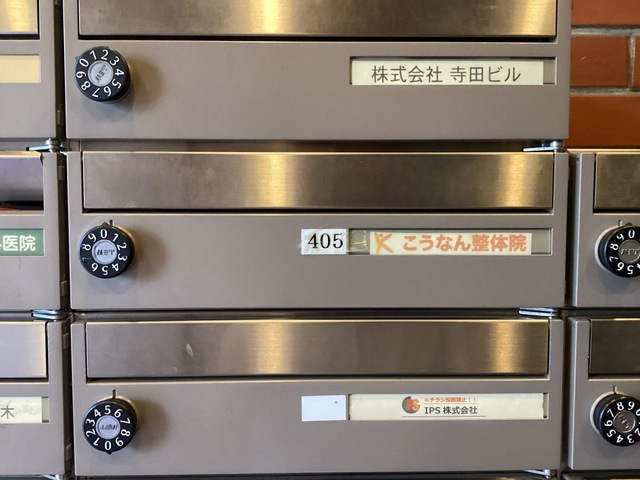 株式会社 寺田ビル
医院
405 こうなん整体院
木
※チラシ投函禁止！！
IPS 株式会社